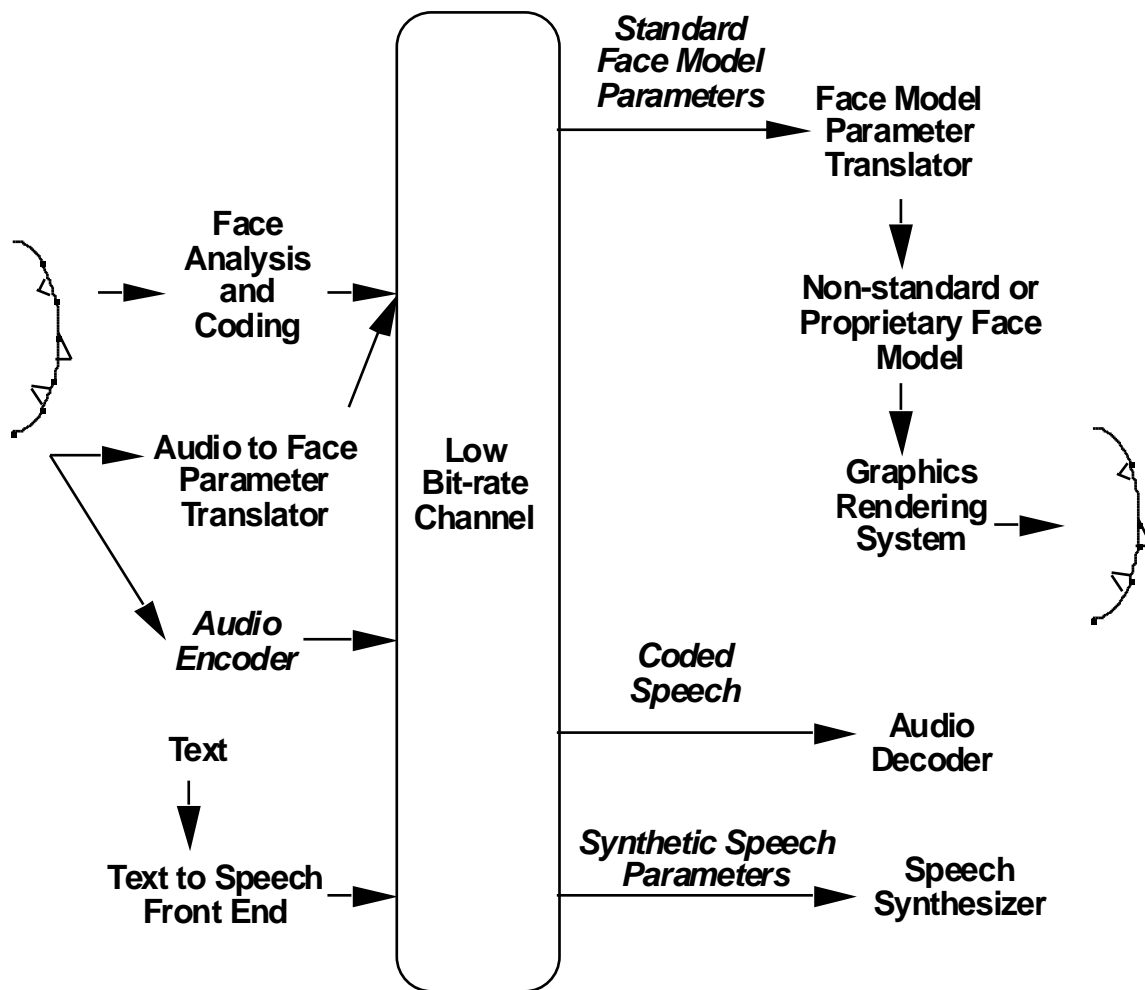 Standard
Face Model
Parameters
Face Model
Parameter
Translator
Face
Analysis
and
Coding
Non-standard or
Proprietary Face
Model
Audio to Face
Parameter
Translator
Low
Bit-rate
Channel
Graphics
Rendering
System
Audio
Encoder
Coded
Speech
Audio
Decoder
Text
Text to Speech
Front End
Synthetic Speech
Parameters
Speech
Synthesizer